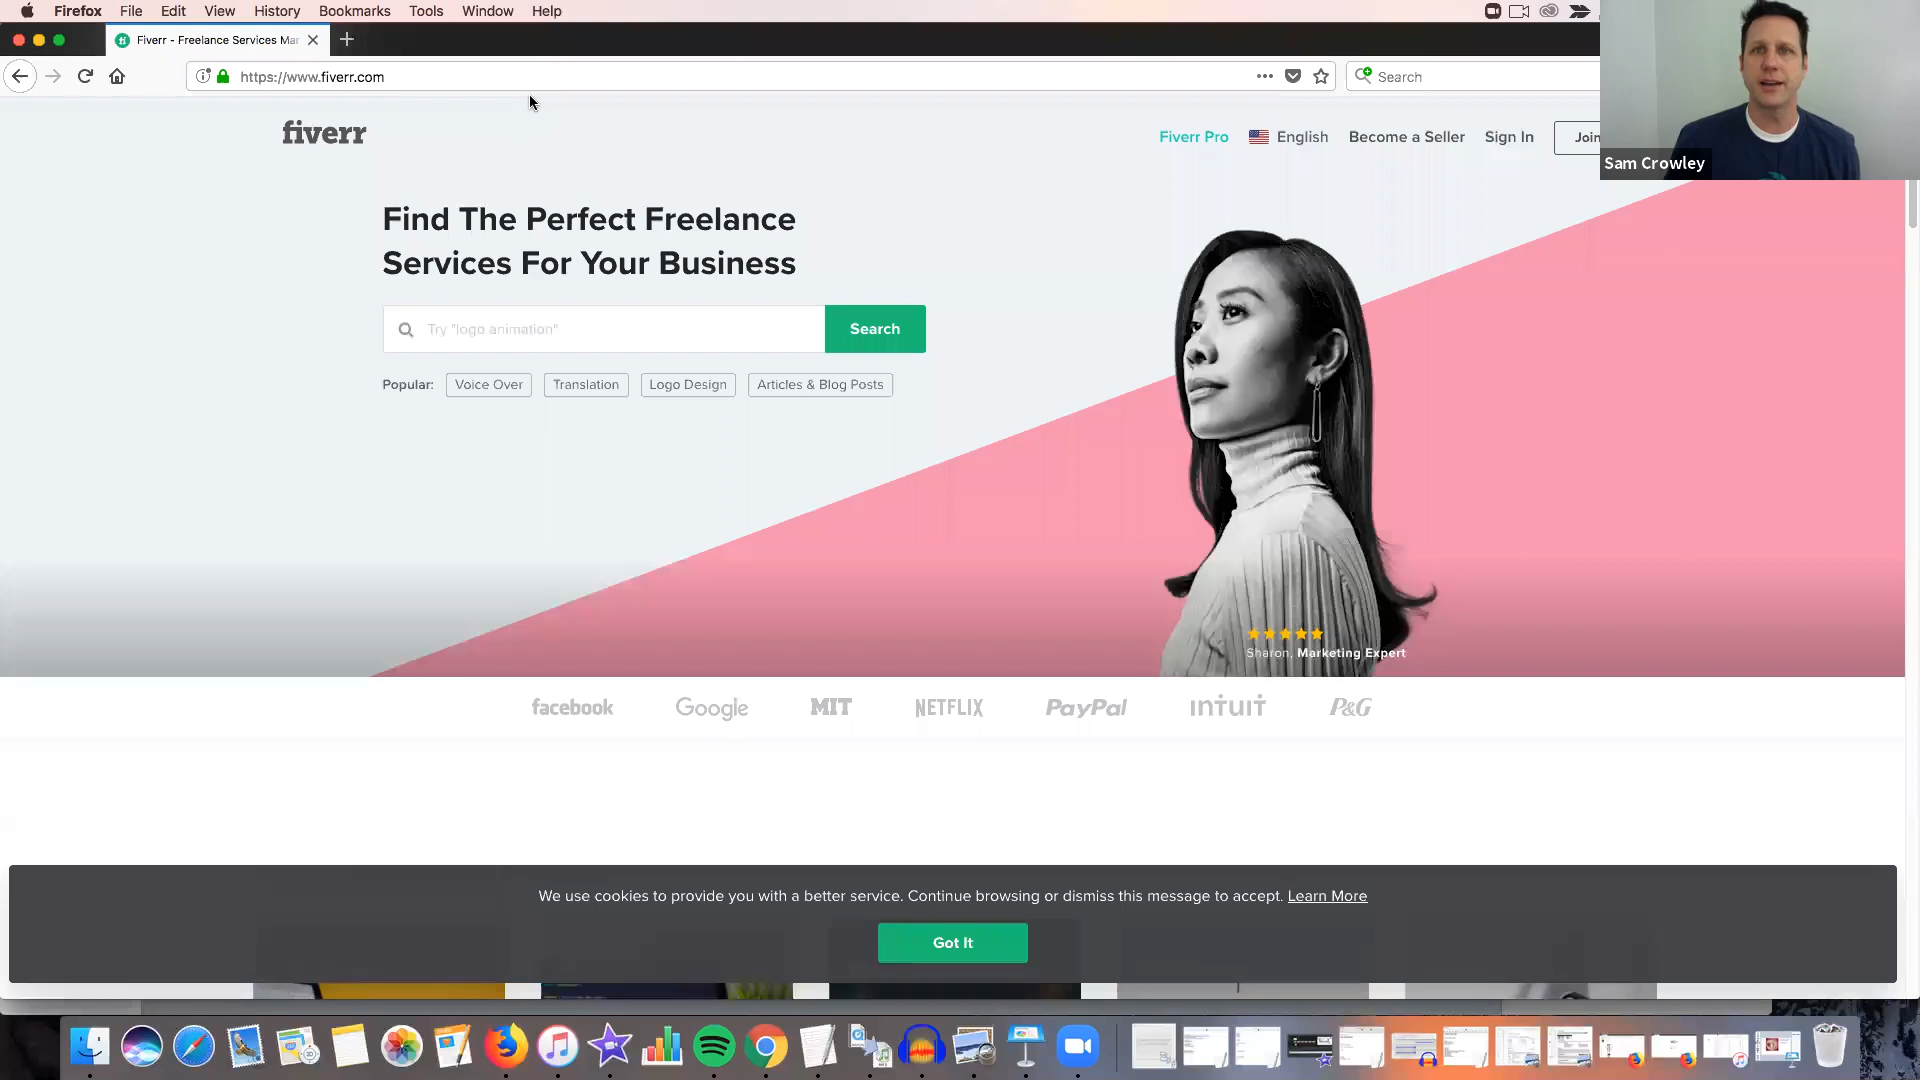 Firefox File Edit View History Bookmarks Tools Window Help
Fiverr - Freelance Services Mar
https://www.fiverr.com
Search
Sam Crowley
fiverr
Fiverr Pro English Become a Seller Sign In Join
Find The Perfect Freelance
Services For Your Business
Try "logo animation"
Search
Popular: Voice Over Translation Logo Design Articles & Blog Posts
Sharon, Marketing Expert
facebook Google MIT NETFLIX PayPal intuit P&G
We use cookies to provide you with a better service. Continue browsing or dismiss this message to accept. Learn More
Got It